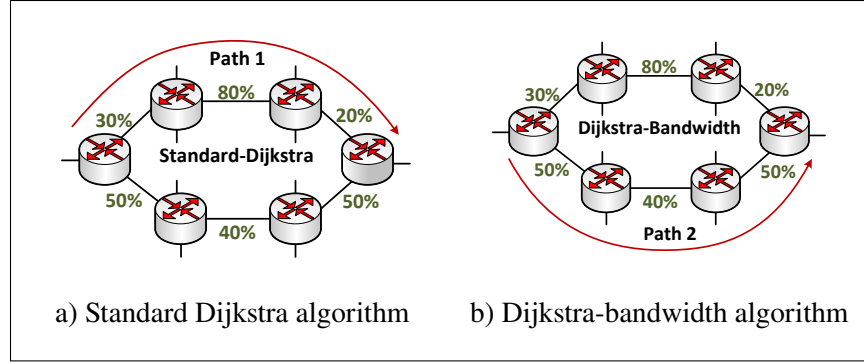 Path 1
80%
30%
20%
Standard-Dijkstra
50%
50%
40%
a) Standard Dijkstra algorithm
80%
30%
20%
Dijkstra-Bandwidth
50%
50%
40%
Path 2
b) Dijkstra-bandwidth algorithm